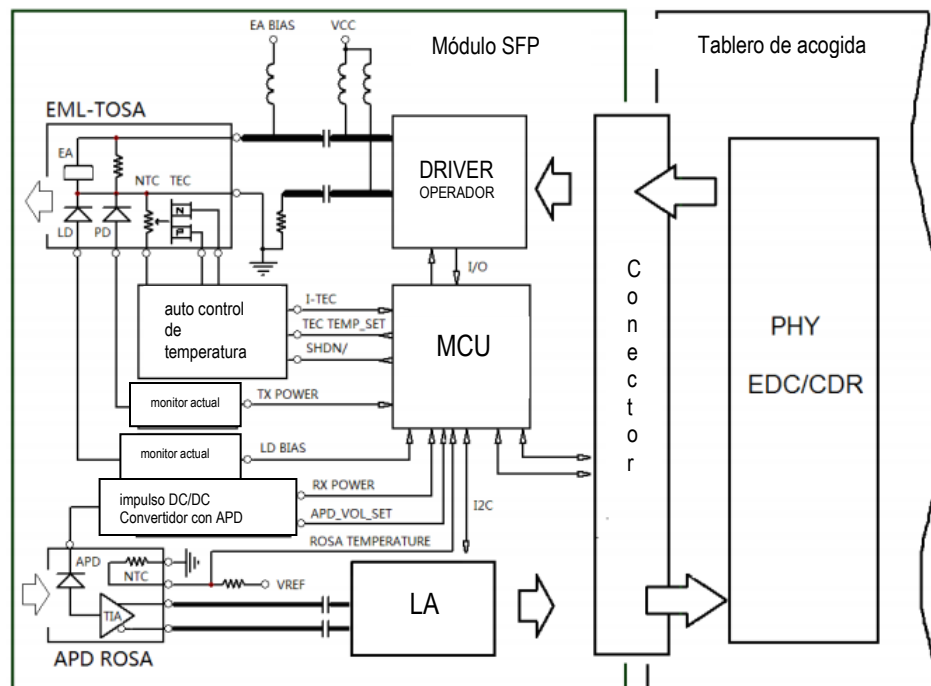 EA BIAS
VCC
Módulo SFP
Tablero de acogida
EML-TOSA
EA
NTC TEC
N
P
LD
PD
DRIVER
OPERADOR
I/O
auto control
de
temperatura
I-TEC
TEC TEMP_SET
SHDN/
MCU
Conector
PHY
EDC/CDR
monitor actual
TX POWER
monitor actual
LD BIAS
impulso DC/DC
Convertidor con APD
RX POWER
APD_VOL_SET
I2C
ROSA TEMPERATURE
APD
NTC
VREF
TIA
LA
APD ROSA